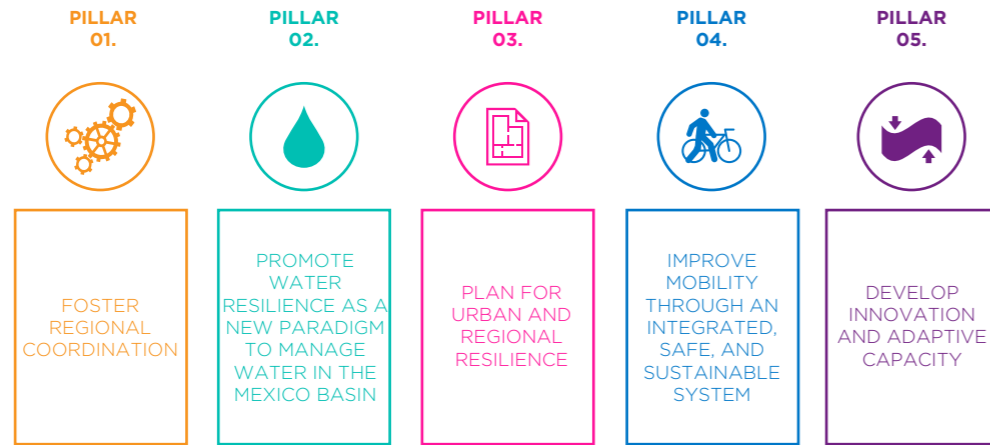 PILLAR
01.
PILLAR
02.
PILLAR
03.
PILLAR
04.
PILLAR
05.
FOSTER
REGIONAL
COORDINATION
PROMOTE
WATER
RESILIENCE AS A
NEW PARADIGM
TO MANAGE
WATER IN THE
MEXICO BASIN
PLAN FOR
URBAN AND
REGIONAL
RESILIENCE
IMPROVE
MOBILITY
THROUGH AN
INTEGRATED,
SAFE, AND
SUSTAINABLE
SYSTEM
DEVELOP
INNOVATION
AND ADAPTIVE
CAPACITY